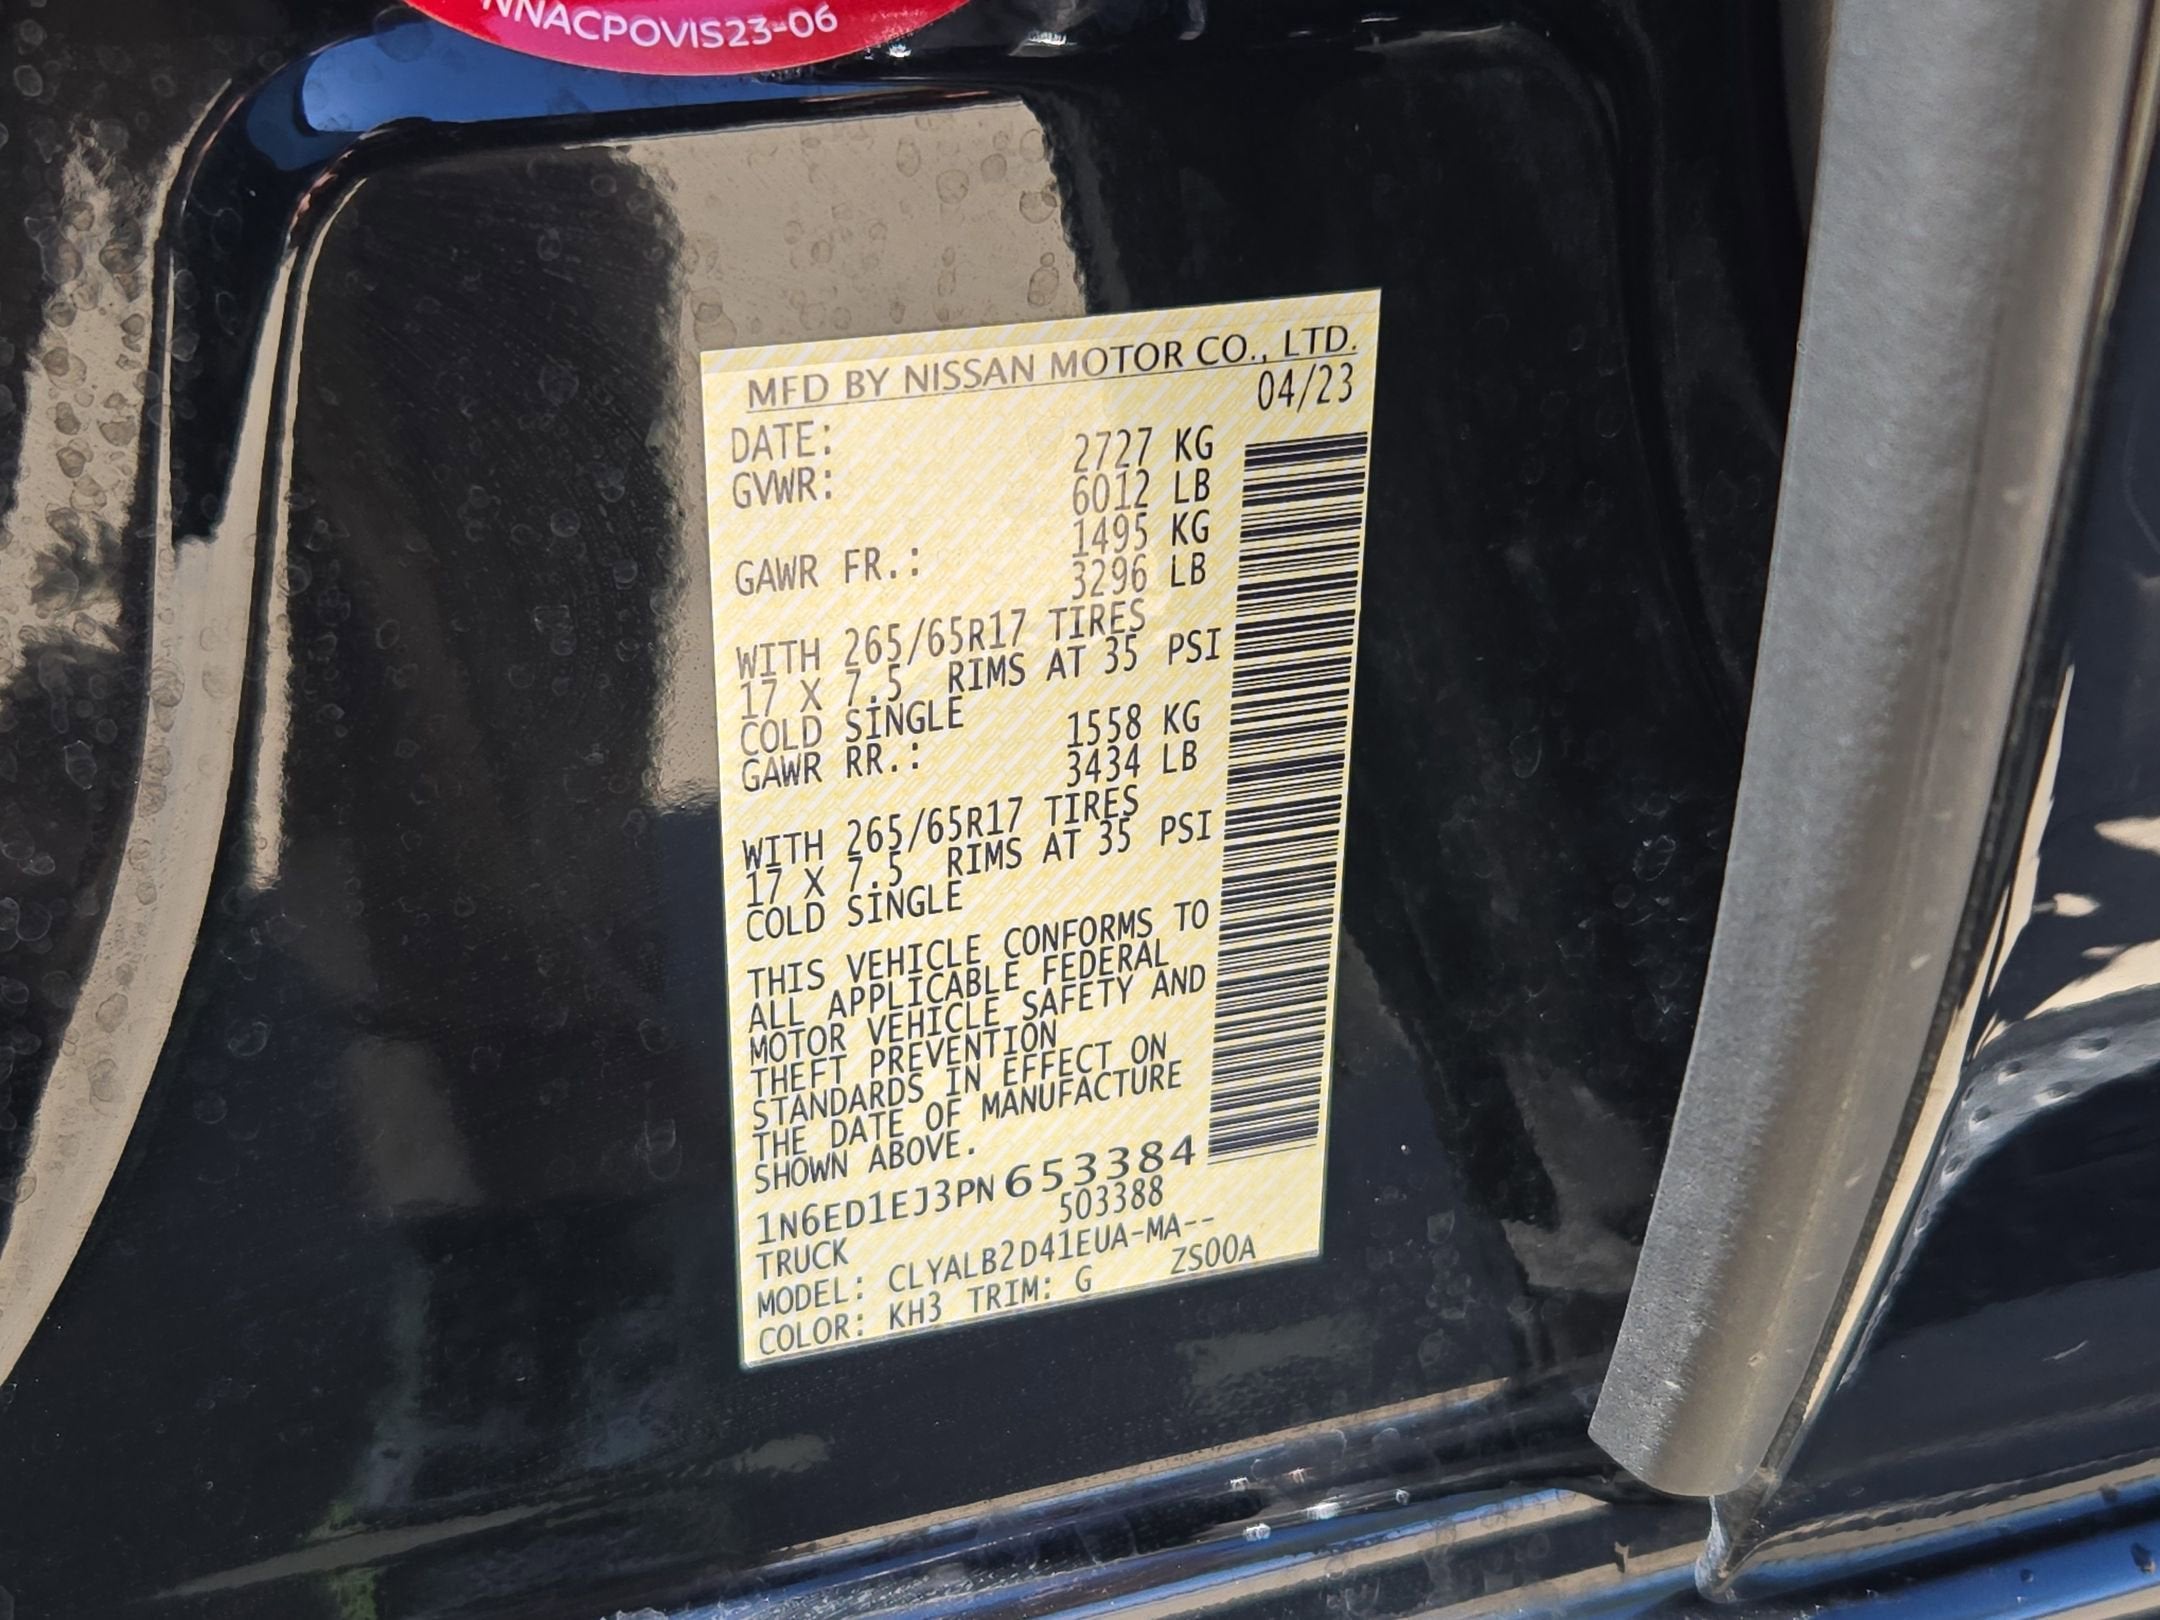 NNACPOVIS23-06
MFD BY NISSAN MOTOR CO., LTD.
DATE: 04/23
GVWR: 2727 KG
6012 LB
GAWR FR.: 1495 KG
3296 LB
WITH 265/65R17 TIRES
17 X 7.5 RIMS AT 35 PSI
COLD SINGLE
GAWR RR.: 1558 KG
3434 LB
WITH 265/65R17 TIRES
17 X 7.5 RIMS AT 35 PSI
COLD SINGLE
THIS VEHICLE CONFORMS TO
ALL APPLICABLE FEDERAL
MOTOR VEHICLE SAFETY AND
THEFT PREVENTION
STANDARDS IN EFFECT ON
THE DATE OF MANUFACTURE
SHOWN ABOVE.
1N6ED1EJ3PN 653384
TRUCK 503388
MODEL: CLYALB2D41EUA-MA--
COLOR: KH3 TRIM: G ZS00A